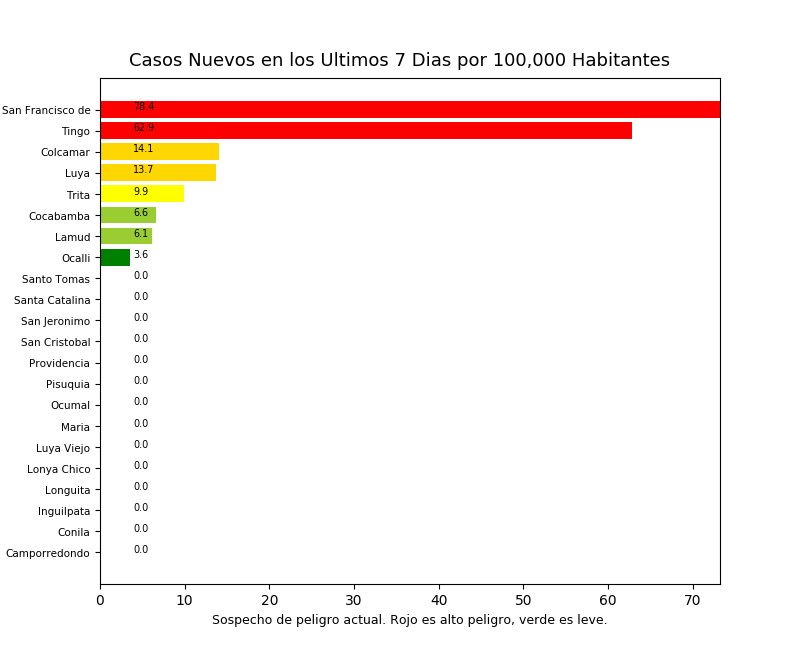 Casos Nuevos en los Ultimos 7 Dias por 100,000 Habitantes
San Francisco de 78.4
Tingo 62.9
Colcamar 14.1
Luya 13.7
Trita 9.9
Cocabamba 6.6
Lamud 6.1
Ocalli 3.6
Santo Tomas 0.0
Santa Catalina 0.0
San Jeronimo 0.0
San Cristobal 0.0
Providencia 0.0
Pisuquia 0.0
Ocumal 0.0
Maria 0.0
Luya Viejo 0.0
Lonya Chico 0.0
Longuita 0.0
Inguilpata 0.0
Conila 0.0
Camporredondo 0.0
0 10 20 30 40 50 60 70
Sospecho de peligro actual. Rojo es alto peligro, verde es leve.